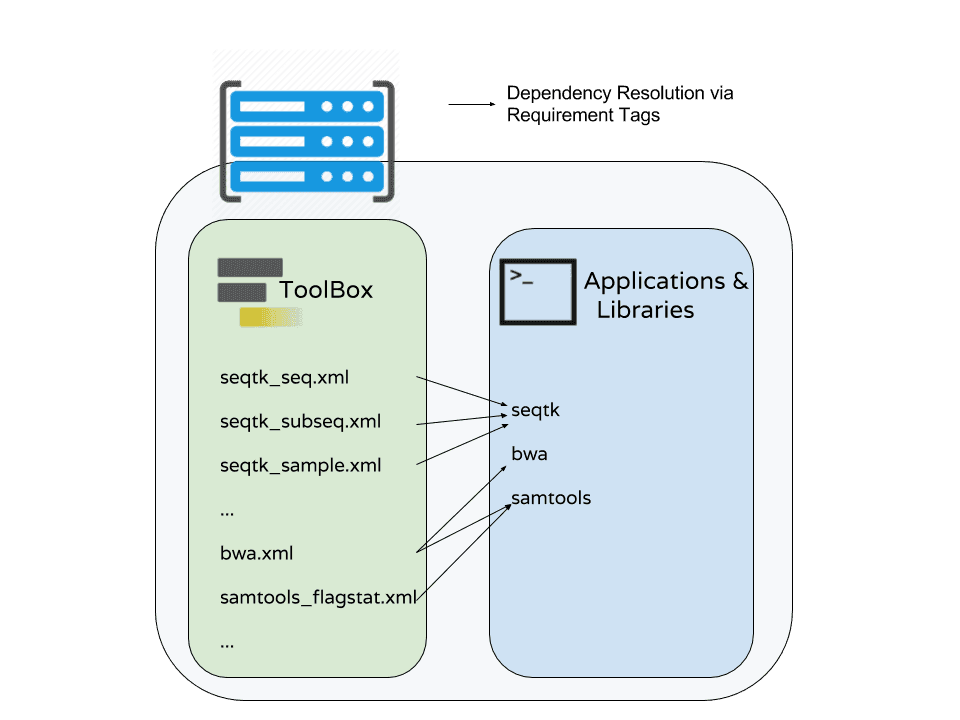 Dependency Resolution via
Requirement Tags
ToolBox
seqtk_seq.xml
seqtk_subseq.xml
seqtk_sample.xml
...
bwa.xml
samtools_flagstat.xml
...
>_
Applications &
Libraries
seqtk
bwa
samtools